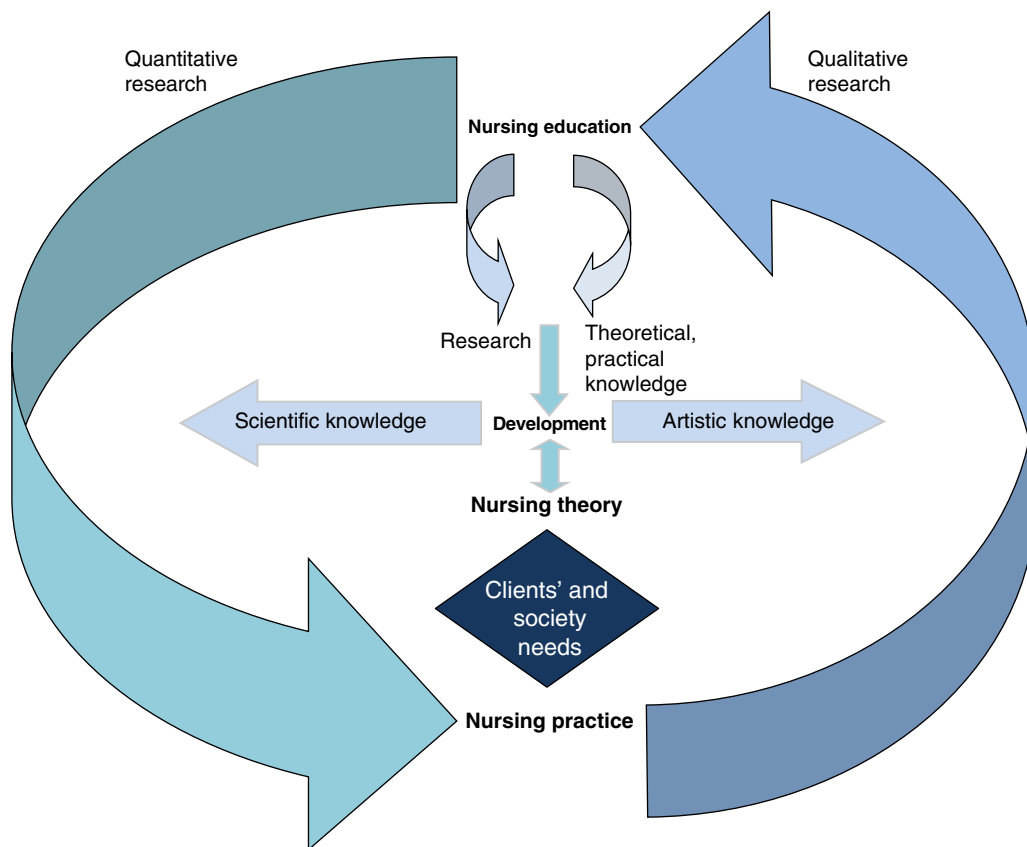 Quantitative
research
Qualitative
research
Nursing education
Research
Theoretical,
practical
knowledge
Scientific knowledge
Development
Artistic knowledge
Nursing theory
Clients’ and
society
needs
Nursing practice